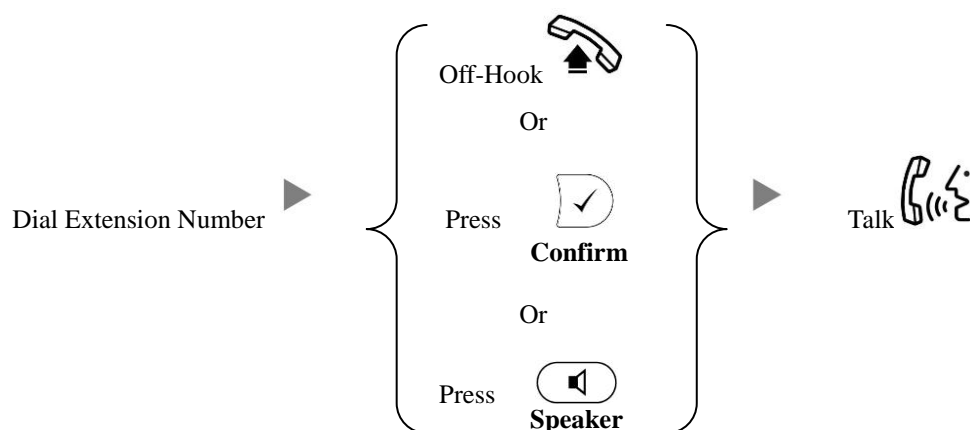 Off-Hook
Or
Dial Extension Number
Press
Talk
Confirm
Or
Press
Speaker